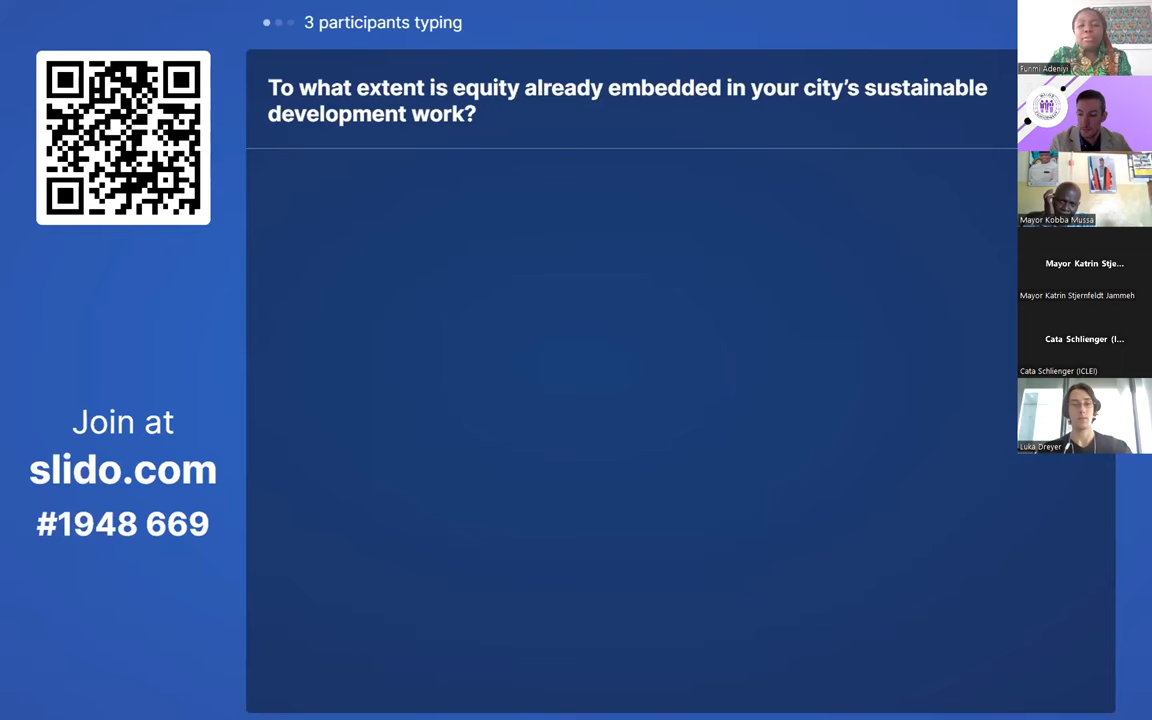 3 participants typing
To what extent is equity already embedded in your city's sustainable
development work?
Join at
slido.com
#1948 669
Funmi Adeniyi
Mayor Kobba Mussa
Mayor Katrin Stje...
Mayor Katrin Stjernfeldt Jammeh
Cata Schlienger (I...
Cata Schlienger (ICLEI)
Luka Dreyer